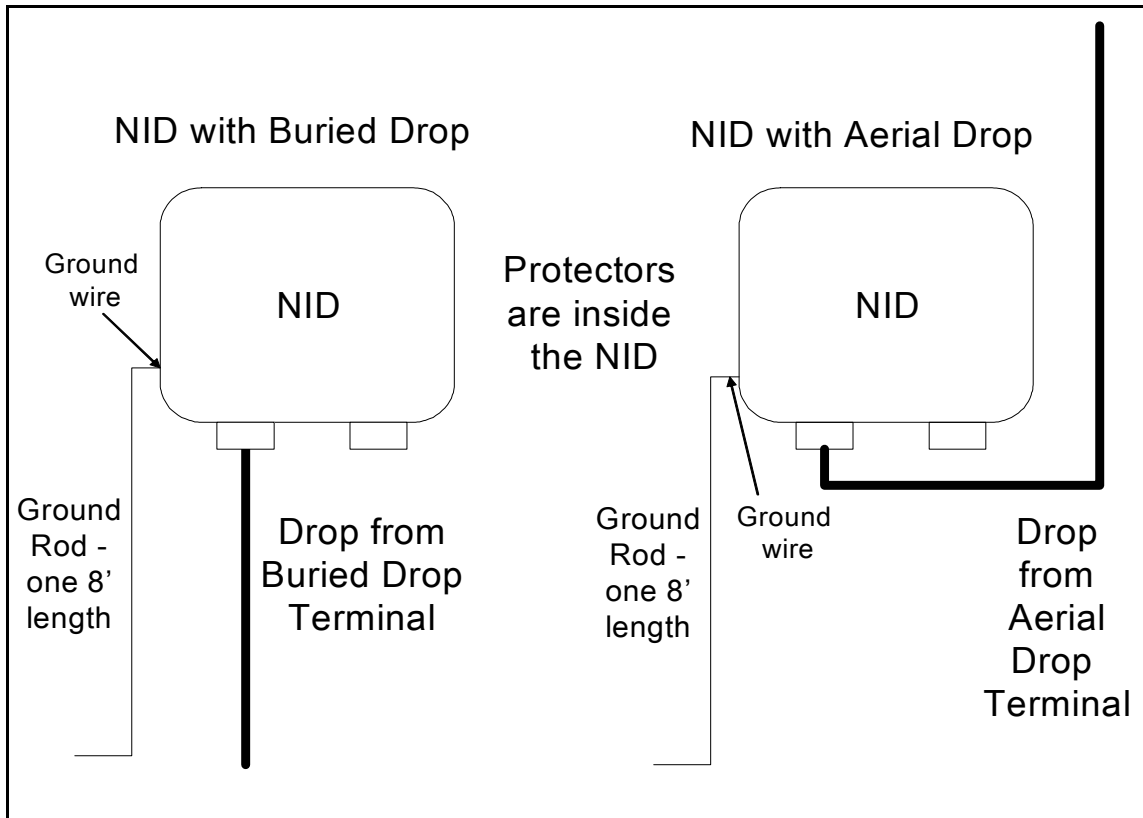 NID with Buried Drop
Ground
wire
NID
Ground
Rod -
one 8’
length
Drop from
Buried Drop
Terminal
Protectors
are inside
the NID
NID with Aerial Drop
NID
Ground
Rod -
one 8’
length
Ground
wire
Drop
from
Aerial
Drop
Terminal